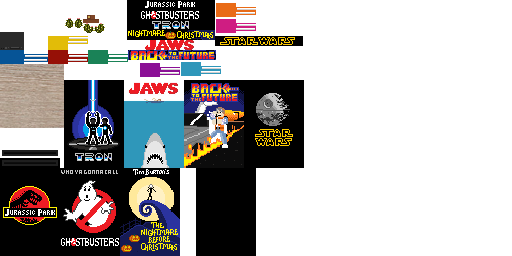 JURASSIC PARK
GHOSTBUSTERS
TRON
NIGHTMARE CHRISTMAS
STAR WARS
JAWS
BACK TO THE FUTURE
JAWS
BACK
TO THE
FUTURE
TRON
STAR
WARS
WHO YA GONNA CALL
TIM BURTON'S
JURASSIC PARK
GHOSTBUSTERS
THE
NIGHTMARE
BEFORE
CHRISTMAS